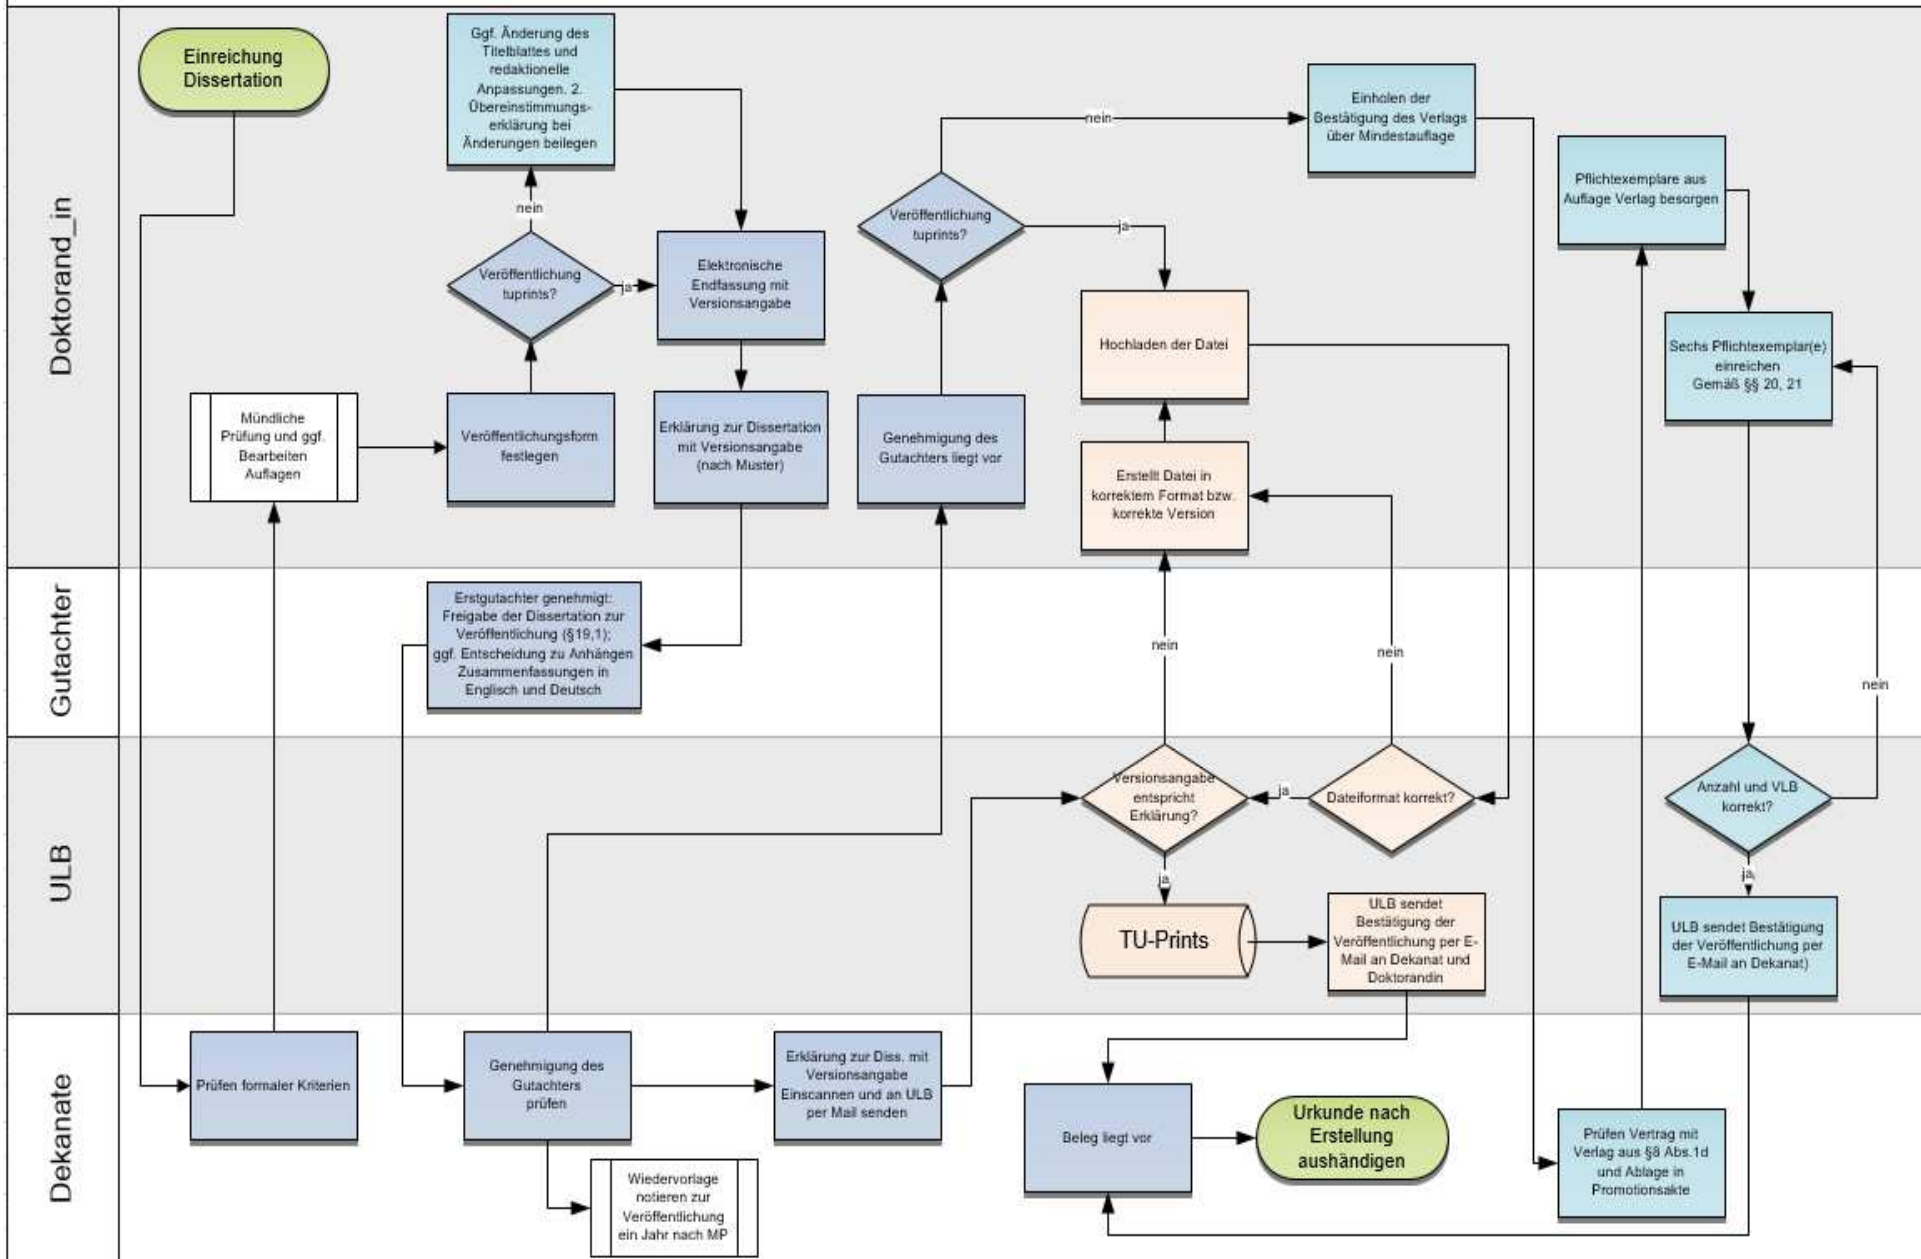 Doktorand_in
Einreichung
Dissertation
Ggf. Änderung des
Titelblattes und
redaktionelle
Anpassungen. 2.
Übereinstimmungs-
erklärung bei
Änderungen beilegen
nein
Veröffentlichung
tuprints?
ja
Elektronische
Endfassung mit
Versionsangabe
Mündliche
Prüfung und ggf.
Bearbeiten
Auflagen
Veröffentlichungsform
festlegen
Erklärung zur Dissertation
mit Versionsangabe
(nach Muster)
Veröffentlichung
tuprints?
nein
ja
Genehmigung des
Gutachters liegt vor
Einholen der
Bestätigung des Verlags
über Mindestauflage
Hochladen der Datei
Erstellt Datei in
korrektem Format bzw.
korrekte Version
Pflichtexemplare aus
Auflage Verlag besorgen
Sechs Pflichtexemplar(e)
einreichen
Gemäß §§ 20, 21
Gutachter
Erstgutachter genehmigt:
Freigabe der Dissertation zur
Veröffentlichung (§19,1);
ggf. Entscheidung zu Anhängen
Zusammenfassungen in
Englisch und Deutsch
nein
nein
nein
ULB
Versionsangabe
entspricht
Erklärung?
ja
Dateiformat korrekt?
Anzahl und VLB
korrekt?
ja
ja
TU-Prints
ULB sendet
Bestätigung der
Veröffentlichung per E-
Mail an Dekanat und
Doktorandin
ULB sendet Bestätigung
der Veröffentlichung per
E-Mail an Dekanat)
Dekanate
Prüfen formaler Kriterien
Genehmigung des
Gutachters
prüfen
Erklärung zur Diss. mit
Versionsangabe
Einscannen und an ULB
per Mail senden
Wiedervorlage
notieren zur
Veröffentlichung
ein Jahr nach MP
Beleg liegt vor
Urkunde nach
Erstellung
aushändigen
Prüfen Vertrag mit
Verlag aus §8 Abs.1d
und Ablage in
Promotionsakte